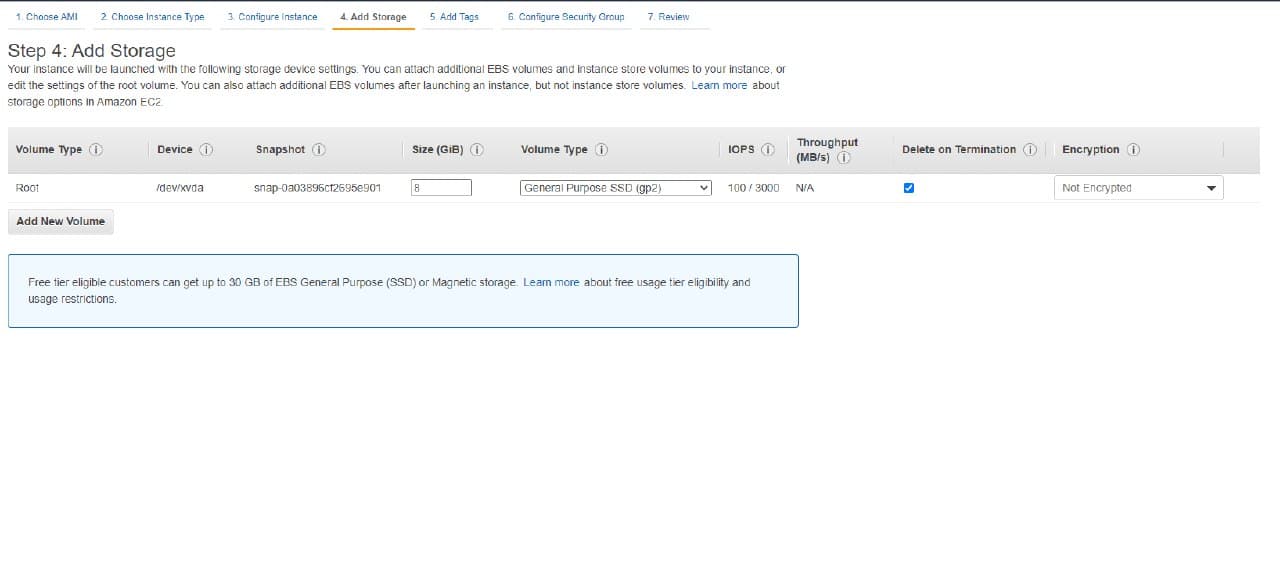 1. Choose AMI 2. Choose Instance Type 3. Configure Instance 4. Add Storage 5. Add Tags 6. Configure Security Group 7. Review
Step 4: Add Storage
Your instance will be launched with the following storage device settings. You can attach additional EBS volumes and instance store volumes to your instance, or
edit the settings of the root volume. You can also attach additional EBS volumes after launching an instance, but not instance store volumes. Learn more about
storage options in Amazon EC2.
Volume Type Device Snapshot Size (GiB) Volume Type IOPS Throughput (MB/s) Delete on Termination Encryption
Root /dev/xvda snap-0a03896cf2695e901 8 General Purpose SSD (gp2) 100 / 3000 N/A Not Encrypted
Add New Volume
Free tier eligible customers can get up to 30 GB of EBS General Purpose (SSD) or Magnetic storage. Learn more about free usage tier eligibility and
usage restrictions.